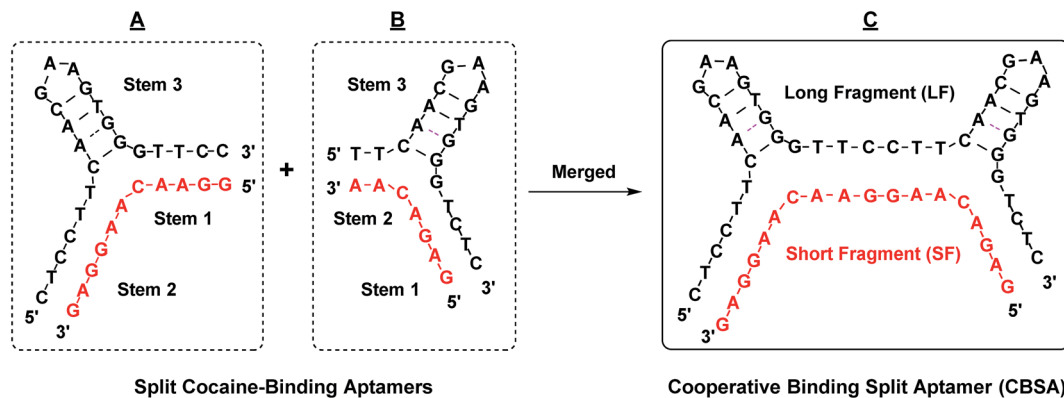 A
B
C
Stem 3
5'
C
T
C
C
T
T
C
A
A
C
G
A
A
G
T
G
G
G-T-T-C-C 3'
C-A-A-G-G 5'
A
A
G
G
A
G
3'
Stem 1
Stem 2
+
Stem 3
5' T-T-C
A
A
C
G
A
A
G
T
G
G
G
T
C
T
C
3'
3' A-A-C
A
G
A
G
5'
Stem 2
Stem 1
Merged
Long Fragment (LF)
5'
C
T
C
C
T
T
C
A
A
C
G
A
A
G
T
G
G
G-T-T-C-C-T-T-C
A
A
C
G
A
A
G
T
G
G
G
T
C
T
C
3'
3'
G
A
G
G
A
A
C-A-A-G-G-A-A-C
A
G
A
G
5'
Short Fragment (SF)
Split Cocaine-Binding Aptamers
Cooperative Binding Split Aptamer (CBSA)